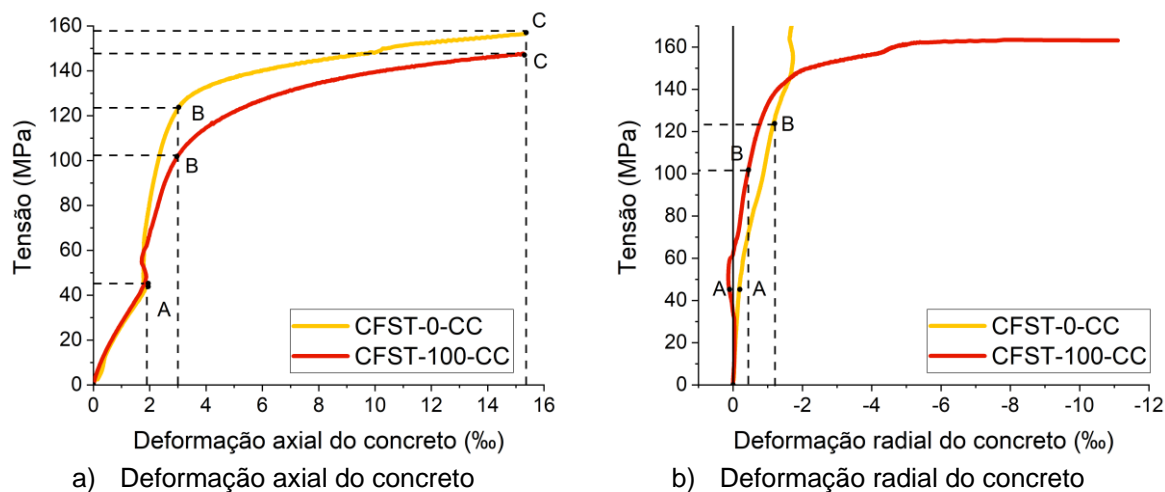 160
140
120
100
80
60
40
20
0
Tensão (MPa)
C
C
B
B
A
CFST-0-CC
CFST-100-CC
0 2 4 6 8 10 12 14 16
Deformação axial do concreto (‰)
a) Deformação axial do concreto
160
140
120
100
80
60
40
20
0
Tensão (MPa)
B
B
A A
CFST-0-CC
CFST-100-CC
0 -2 -4 -6 -8 -10 -12
Deformação radial do concreto (‰)
b) Deformação radial do concreto